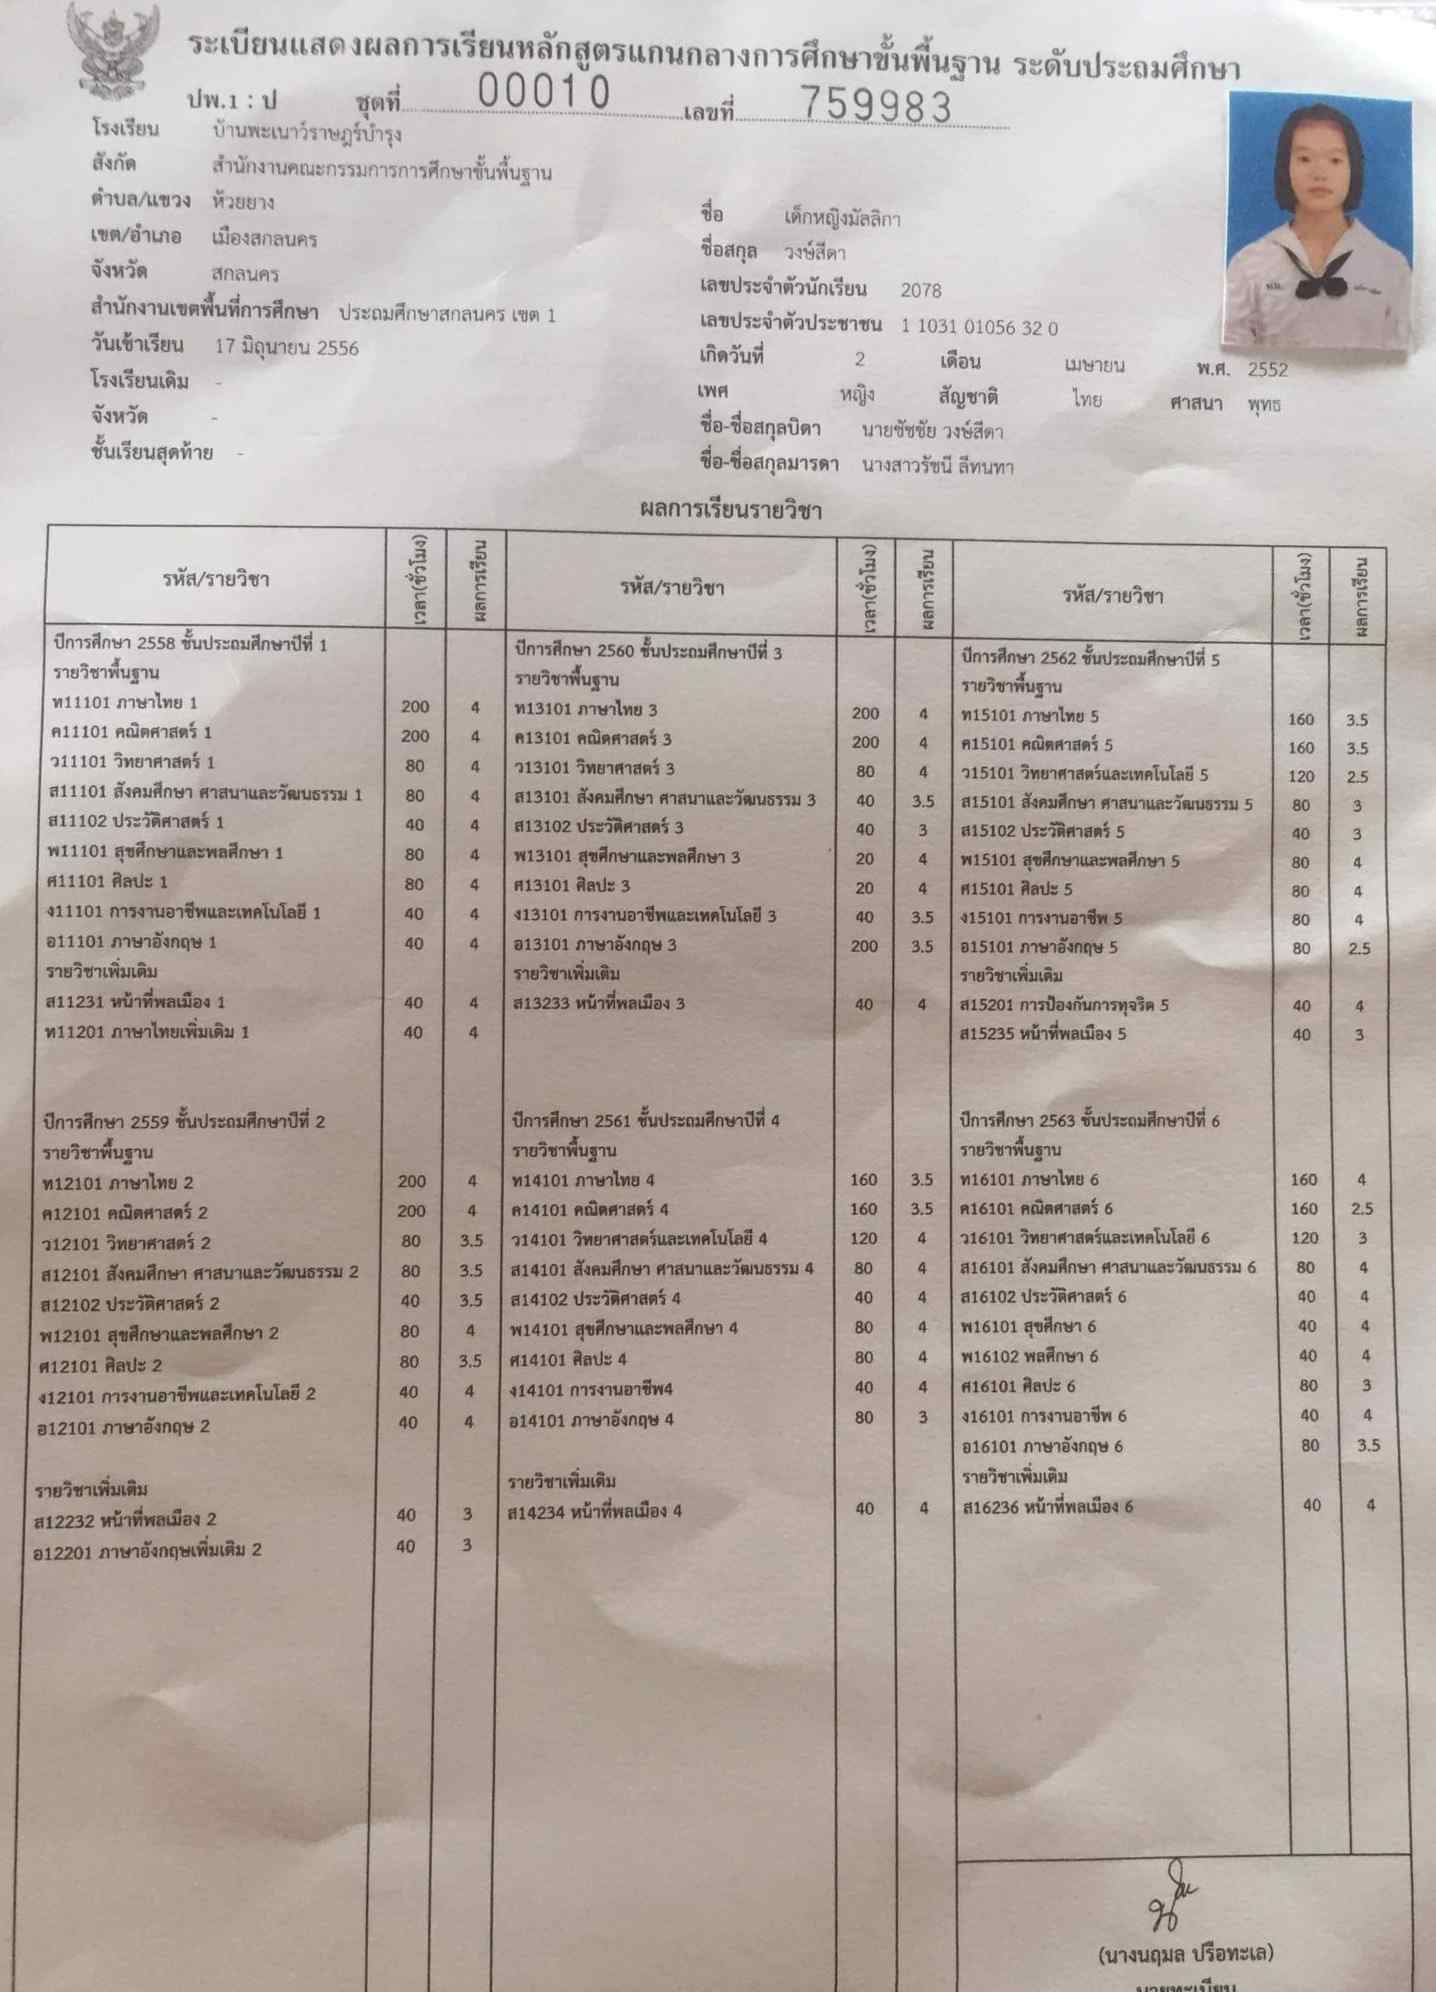 ระเบียนแสดงผลการเรียนหลักสูตรแกนกลางการศึกษาขั้นพื้นฐาน ระดับประถมศึกษา
ปพ.1 : ป ชุดที่ 00010 เลขที่ 759983
โรงเรียน บ้านพะเนาว์ราษฎร์บำรุง
สังกัด สำนักงานคณะกรรมการการศึกษาขั้นพื้นฐาน
ตำบล/แขวง ห้วยยาง
เขต/อำเภอ เมืองสกลนคร
จังหวัด สกลนคร
สำนักงานเขตพื้นที่การศึกษา ประถมศึกษาสกลนคร เขต 1
วันเข้าเรียน 17 มิถุนายน 2556
โรงเรียนเดิม -
จังหวัด -
ชั้นเรียนสุดท้าย -
ชื่อ เด็กหญิงมัลลิกา
ชื่อสกุล วงษ์สีดา
เลขประจำตัวนักเรียน 2078
เลขประจำตัวประชาชน 1 1031 01056 32 0
เกิดวันที่ 2 เดือน เมษายน พ.ศ. 2552
เพศ หญิง สัญชาติ ไทย ศาสนา พุทธ
ชื่อ-ชื่อสกุลบิดา นายชัชชัย วงษ์สีดา
ชื่อ-ชื่อสกุลมารดา นางสาวรัชนี ลีทนทา
ผลการเรียนรายวิชา
รหัส/รายวิชา เวลา(ชั่วโมง) ผลการเรียน
ปีการศึกษา 2558 ชั้นประถมศึกษาปีที่ 1
รายวิชาพื้นฐาน
ท11101 ภาษาไทย 1 200 4
ค11101 คณิตศาสตร์ 1 200 4
ว11101 วิทยาศาสตร์ 1 80 4
ส11101 สังคมศึกษา ศาสนาและวัฒนธรรม 1 80 4
ส11102 ประวัติศาสตร์ 1 40 4
พ11101 สุขศึกษาและพลศึกษา 1 80 4
ศ11101 ศิลปะ 1 80 4
ง11101 การงานอาชีพและเทคโนโลยี 1 40 4
อ11101 ภาษาอังกฤษ 1 40 4
รายวิชาเพิ่มเติม
ส11231 หน้าที่พลเมือง 1 40 4
ท11201 ภาษาไทยเพิ่มเติม 1 40 4
ปีการศึกษา 2559 ชั้นประถมศึกษาปีที่ 2
รายวิชาพื้นฐาน
ท12101 ภาษาไทย 2 200 4
ค12101 คณิตศาสตร์ 2 200 4
ว12101 วิทยาศาสตร์ 2 80 3.5
ส12101 สังคมศึกษา ศาสนาและวัฒนธรรม 2 80 3.5
ส12102 ประวัติศาสตร์ 2 40 3.5
พ12101 สุขศึกษาและพลศึกษา 2 80 4
ศ12101 ศิลปะ 2 80 3.5
ง12101 การงานอาชีพและเทคโนโลยี 2 40 4
อ12101 ภาษาอังกฤษ 2 40 4
รายวิชาเพิ่มเติม
ส12232 หน้าที่พลเมือง 2 40 3
อ12201 ภาษาอังกฤษเพิ่มเติม 2 40 3
รหัส/รายวิชา เวลา(ชั่วโมง) ผลการเรียน
ปีการศึกษา 2560 ชั้นประถมศึกษาปีที่ 3
รายวิชาพื้นฐาน
ท13101 ภาษาไทย 3 200 4
ค13101 คณิตศาสตร์ 3 200 4
ว13101 วิทยาศาสตร์ 3 80 4
ส13101 สังคมศึกษา ศาสนาและวัฒนธรรม 3 40 3.5
ส13102 ประวัติศาสตร์ 3 40 3
พ13101 สุขศึกษาและพลศึกษา 3 20 4
ศ13101 ศิลปะ 3 20 4
ง13101 การงานอาชีพและเทคโนโลยี 3 40 3.5
อ13101 ภาษาอังกฤษ 3 200 3.5
รายวิชาเพิ่มเติม
ส13233 หน้าที่พลเมือง 3 40 4
ปีการศึกษา 2561 ชั้นประถมศึกษาปีที่ 4
รายวิชาพื้นฐาน
ท14101 ภาษาไทย 4 160 3.5
ค14101 คณิตศาสตร์ 4 160 3.5
ว14101 วิทยาศาสตร์และเทคโนโลยี 4 120 4
ส14101 สังคมศึกษา ศาสนาและวัฒนธรรม 4 80 4
ส14102 ประวัติศาสตร์ 4 40 4
พ14101 สุขศึกษาและพลศึกษา 4 80 4
ศ14101 ศิลปะ 4 80 4
ง14101 การงานอาชีพ4 40 4
อ14101 ภาษาอังกฤษ 4 80 3
รายวิชาเพิ่มเติม
ส14234 หน้าที่พลเมือง 4 40 4
รหัส/รายวิชา เวลา(ชั่วโมง) ผลการเรียน
ปีการศึกษา 2562 ชั้นประถมศึกษาปีที่ 5
รายวิชาพื้นฐาน
ท15101 ภาษาไทย 5 160 3.5
ค15101 คณิตศาสตร์ 5 160 3.5
ว15101 วิทยาศาสตร์และเทคโนโลยี 5 120 2.5
ส15101 สังคมศึกษา ศาสนาและวัฒนธรรม 5 80 3
ส15102 ประวัติศาสตร์ 5 40 3
พ15101 สุขศึกษาและพลศึกษา 5 80 4
ศ15101 ศิลปะ 5 80 4
ง15101 การงานอาชีพ 5 80 4
อ15101 ภาษาอังกฤษ 5 80 2.5
รายวิชาเพิ่มเติม
ส15201 การป้องกันการทุจริต 5 40 4
ส15235 หน้าที่พลเมือง 5 40 3
ปีการศึกษา 2563 ชั้นประถมศึกษาปีที่ 6
รายวิชาพื้นฐาน
ท16101 ภาษาไทย 6 160 4
ค16101 คณิตศาสตร์ 6 160 2.5
ว16101 วิทยาศาสตร์และเทคโนโลยี 6 120 3
ส16101 สังคมศึกษา ศาสนาและวัฒนธรรม 6 80 4
ส16102 ประวัติศาสตร์ 6 40 4
พ16101 สุขศึกษา 6 40 4
พ16102 พลศึกษา 6 40 4
ศ16101 ศิลปะ 6 80 3
ง16101 การงานอาชีพ 6 40 4
อ16101 ภาษาอังกฤษ 6 80 3.5
รายวิชาเพิ่มเติม
ส16236 หน้าที่พลเมือง 6 40 4
(นางนฤมล ปรือทะเล)
นายทะเบียน